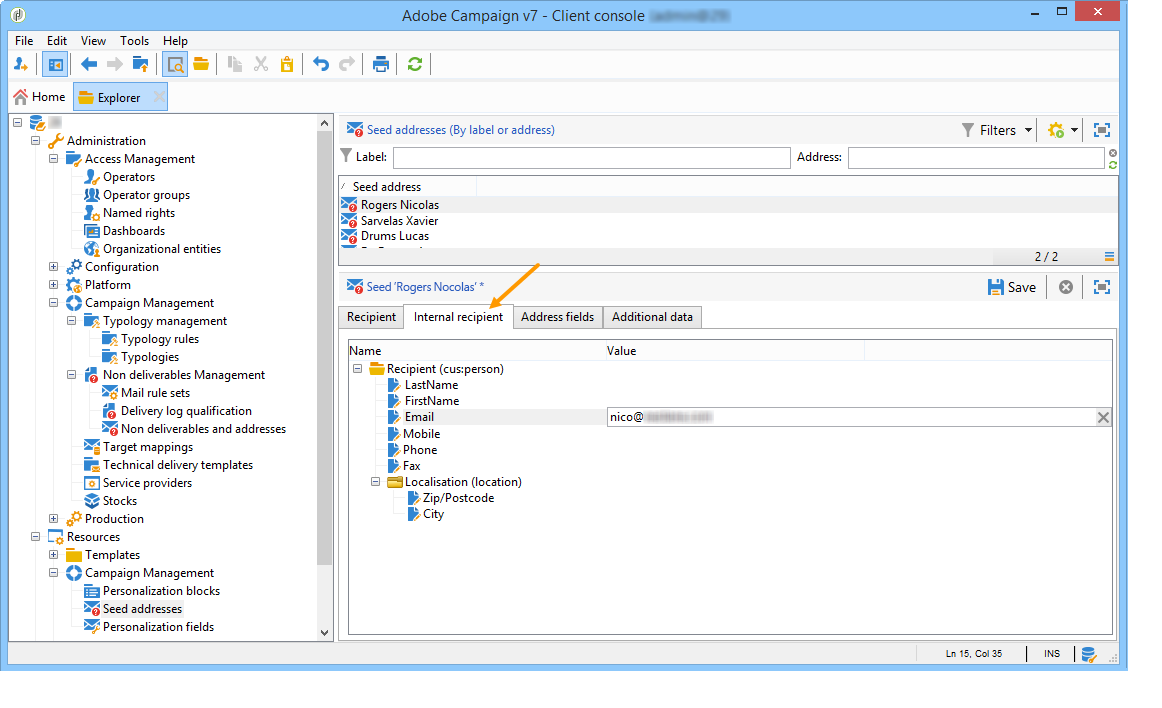 Adobe Campaign v7 - Client console
File Edit View Tools Help
Home Explorer
Administration
Access Management
Operators
Operator groups
Named rights
Dashboards
Organizational entities
Configuration
Platform
Campaign Management
Typology management
Typology rules
Typologies
Non deliverables Management
Mail rule sets
Delivery log qualification
Non deliverables and addresses
Target mappings
Technical delivery templates
Service providers
Stocks
Production
Resources
Templates
Campaign Management
Personalization blocks
Seed addresses
Personalization fields
Seed addresses (By label or address) Filters
Label: Address:
Seed address
Rogers Nicolas
Sarvelas Xavier
Drums Lucas
2 / 2
Seed 'Rogers Nocolas' * Save
Recipient Internal recipient Address fields Additional data
Name Value
Recipient (cus:person)
LastName
FirstName
Email nico@
Mobile
Phone
Fax
Localisation (location)
Zip/Postcode
City
Ln 15, Col 35 INS